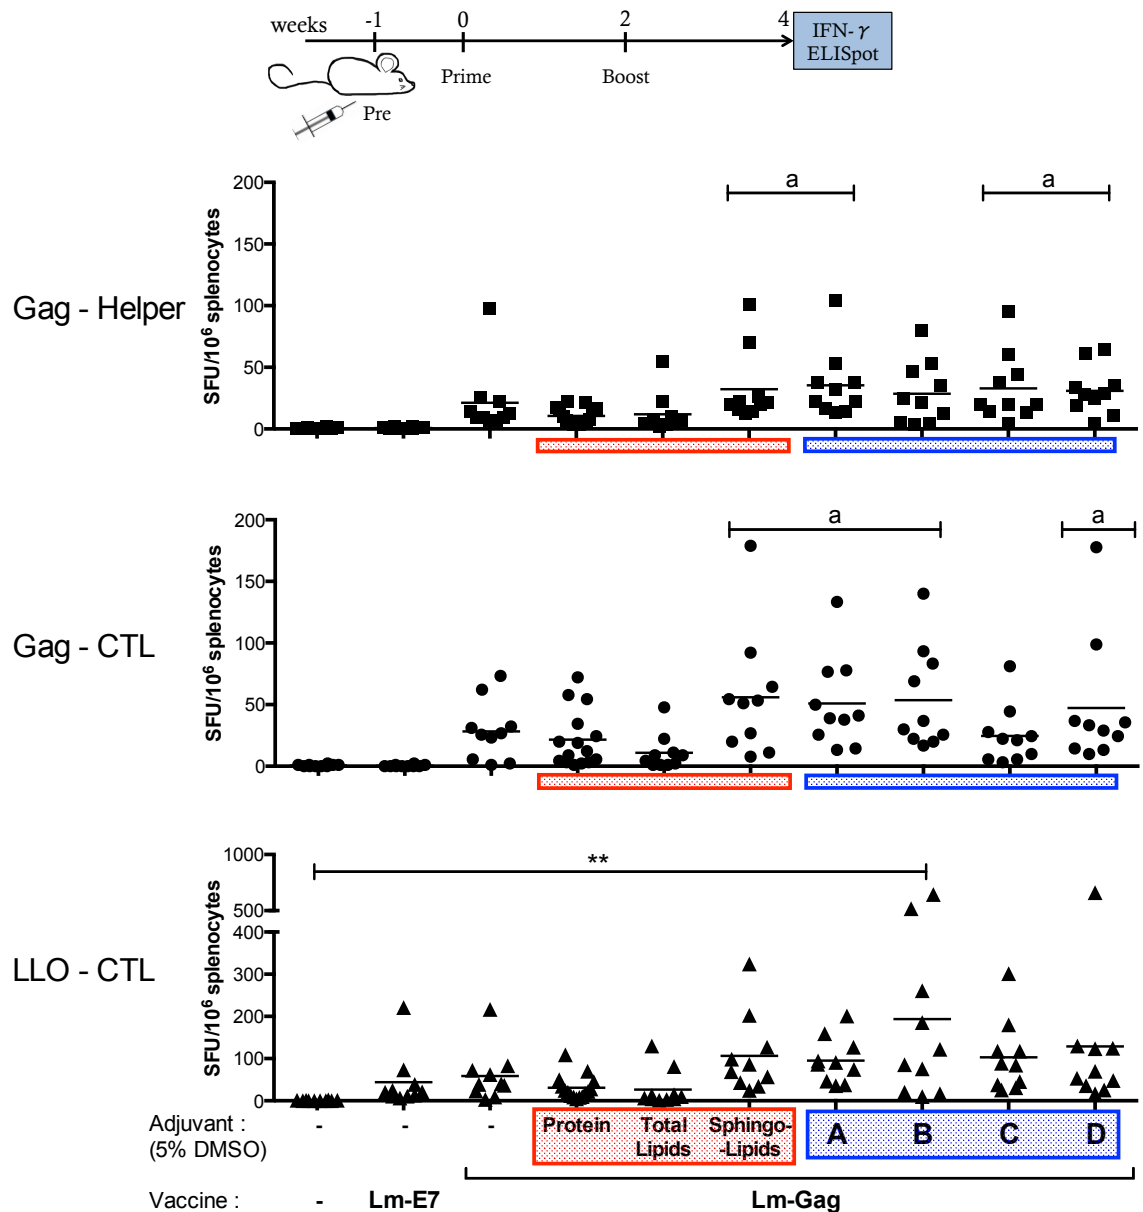 weeks -1 0 2 4
IFN-γ
ELISpot
Pre Prime Boost
Gag - Helper
SFU/10⁶ splenocytes
200
150
100
50
0
a a
Gag - CTL
SFU/10⁶ splenocytes
200
150
100
50
0
a a
LLO - CTL
SFU/10⁶ splenocytes
1000
500
400
300
200
100
0
**
Adjuvant : - - - Protein Total Sphingo- A B C D
(5% DMSO) Lipids -Lipids
Vaccine : - Lm-E7 Lm-Gag